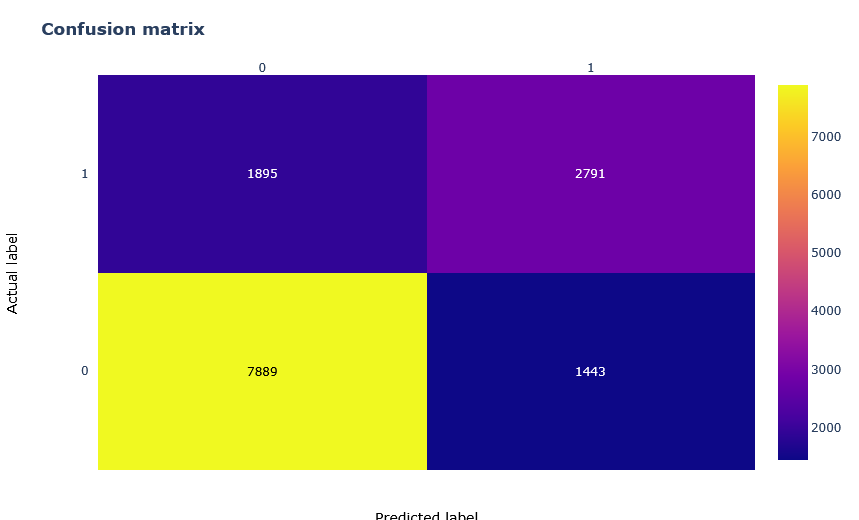 Confusion matrix
0 1
1 1895 2791
0 7889 1443
Actual label
Predicted label
7000
6000
5000
4000
3000
2000